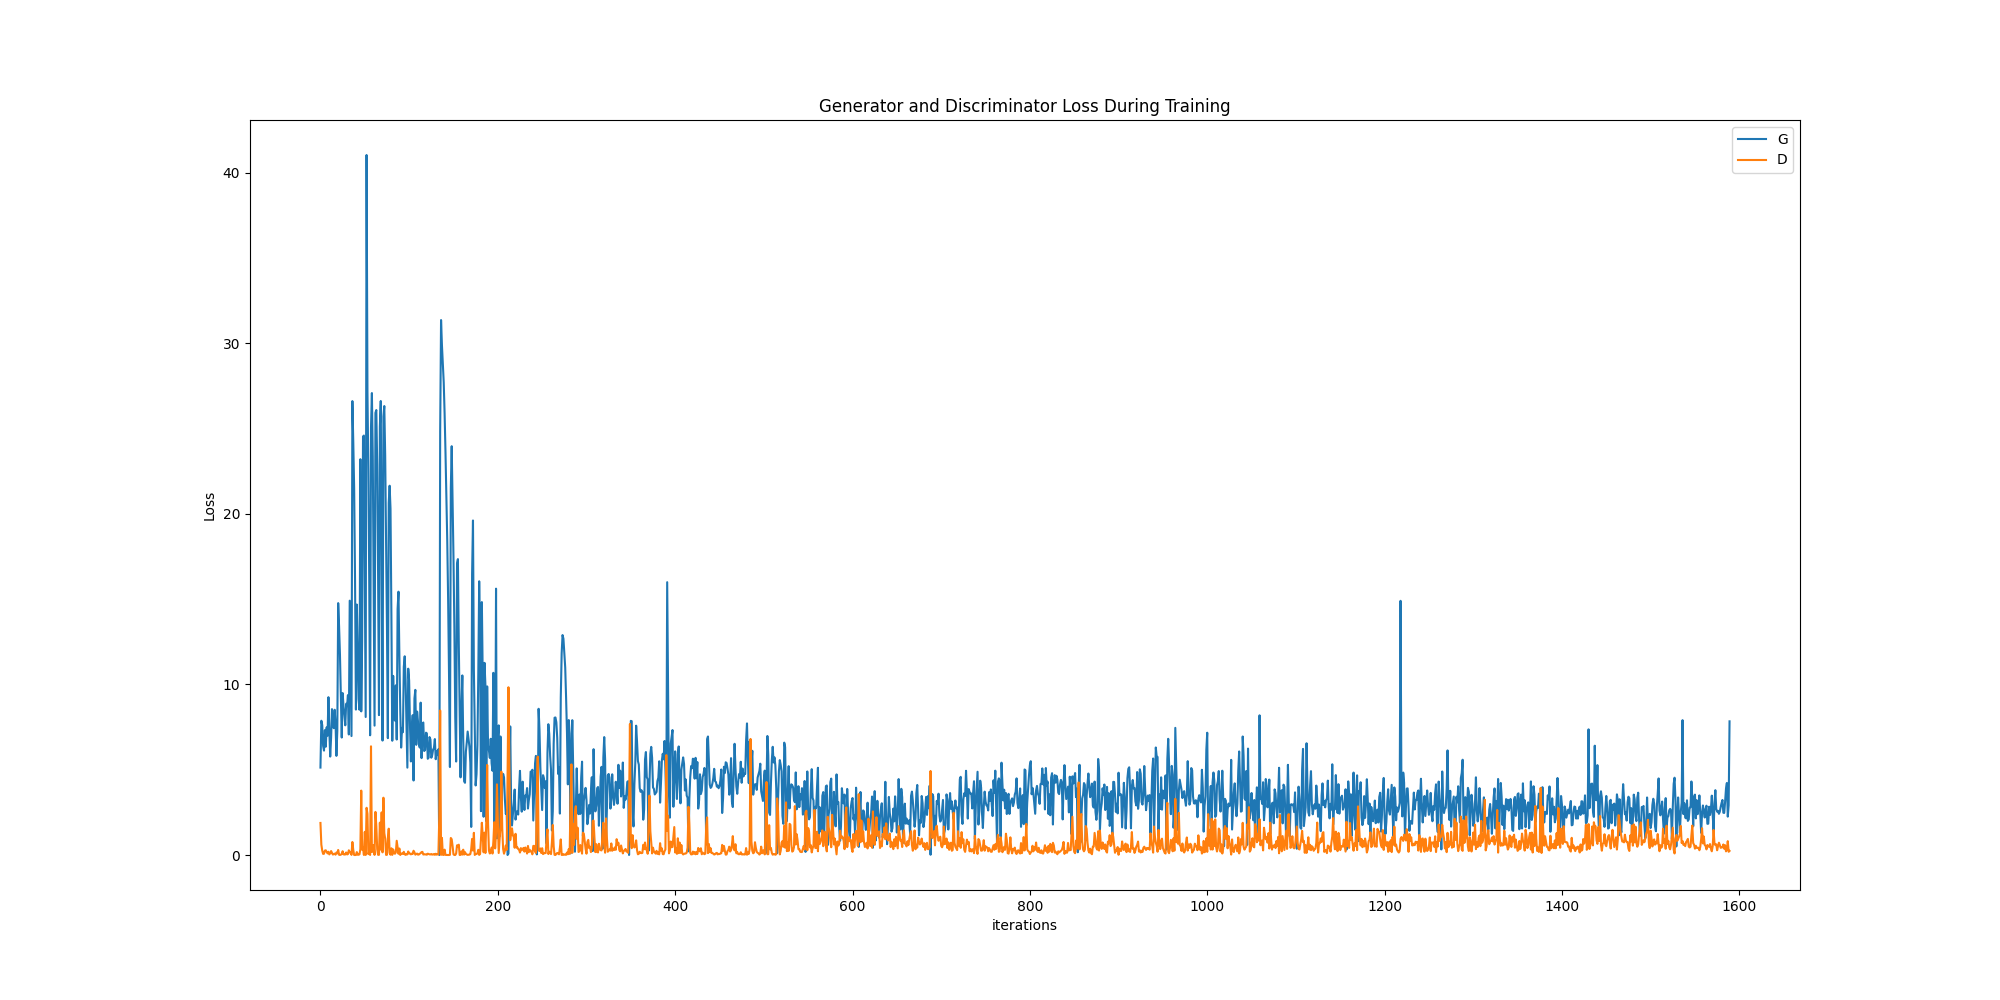 Generator and Discriminator Loss During Training
G
D
40
30
20
10
0
Loss
0 200 400 600 800 1000 1200 1400 1600
iterations